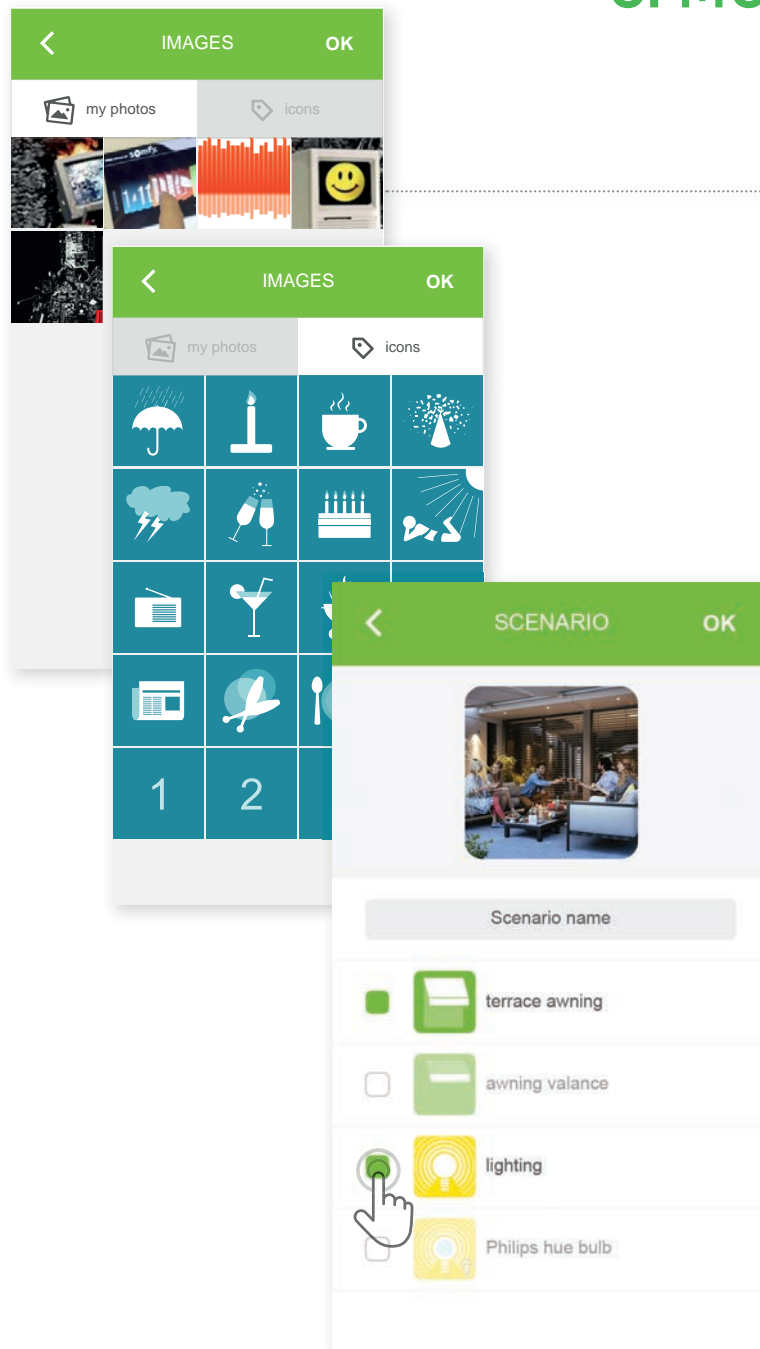 IMAGES OK
my photos icons
somfy.
IMAGES OK
my photos icons
1 2
SCENARIO OK
Scenario name
terrace awning
awning valance
lighting
Philips hue bulb